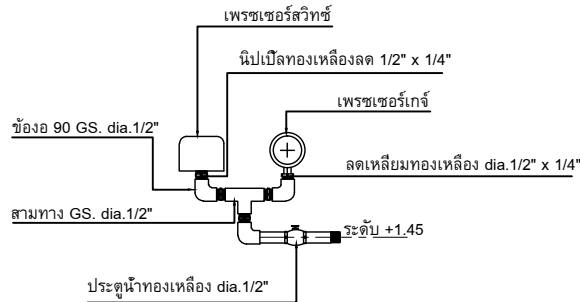 เพรซเซอร์สวิทซ์
นิปเปิ้ลทองเหลืองลด 1/2" x 1/4"
เพรซเซอร์เกจ์
ข้องอ 90 GS. dia.1/2"
ลดเหลี่ยมทองเหลือง dia.1/2" x 1/4"
สามทาง GS. dia.1/2"
ระดับ +1.45
ประตูน้ำทองเหลือง dia.1/2"